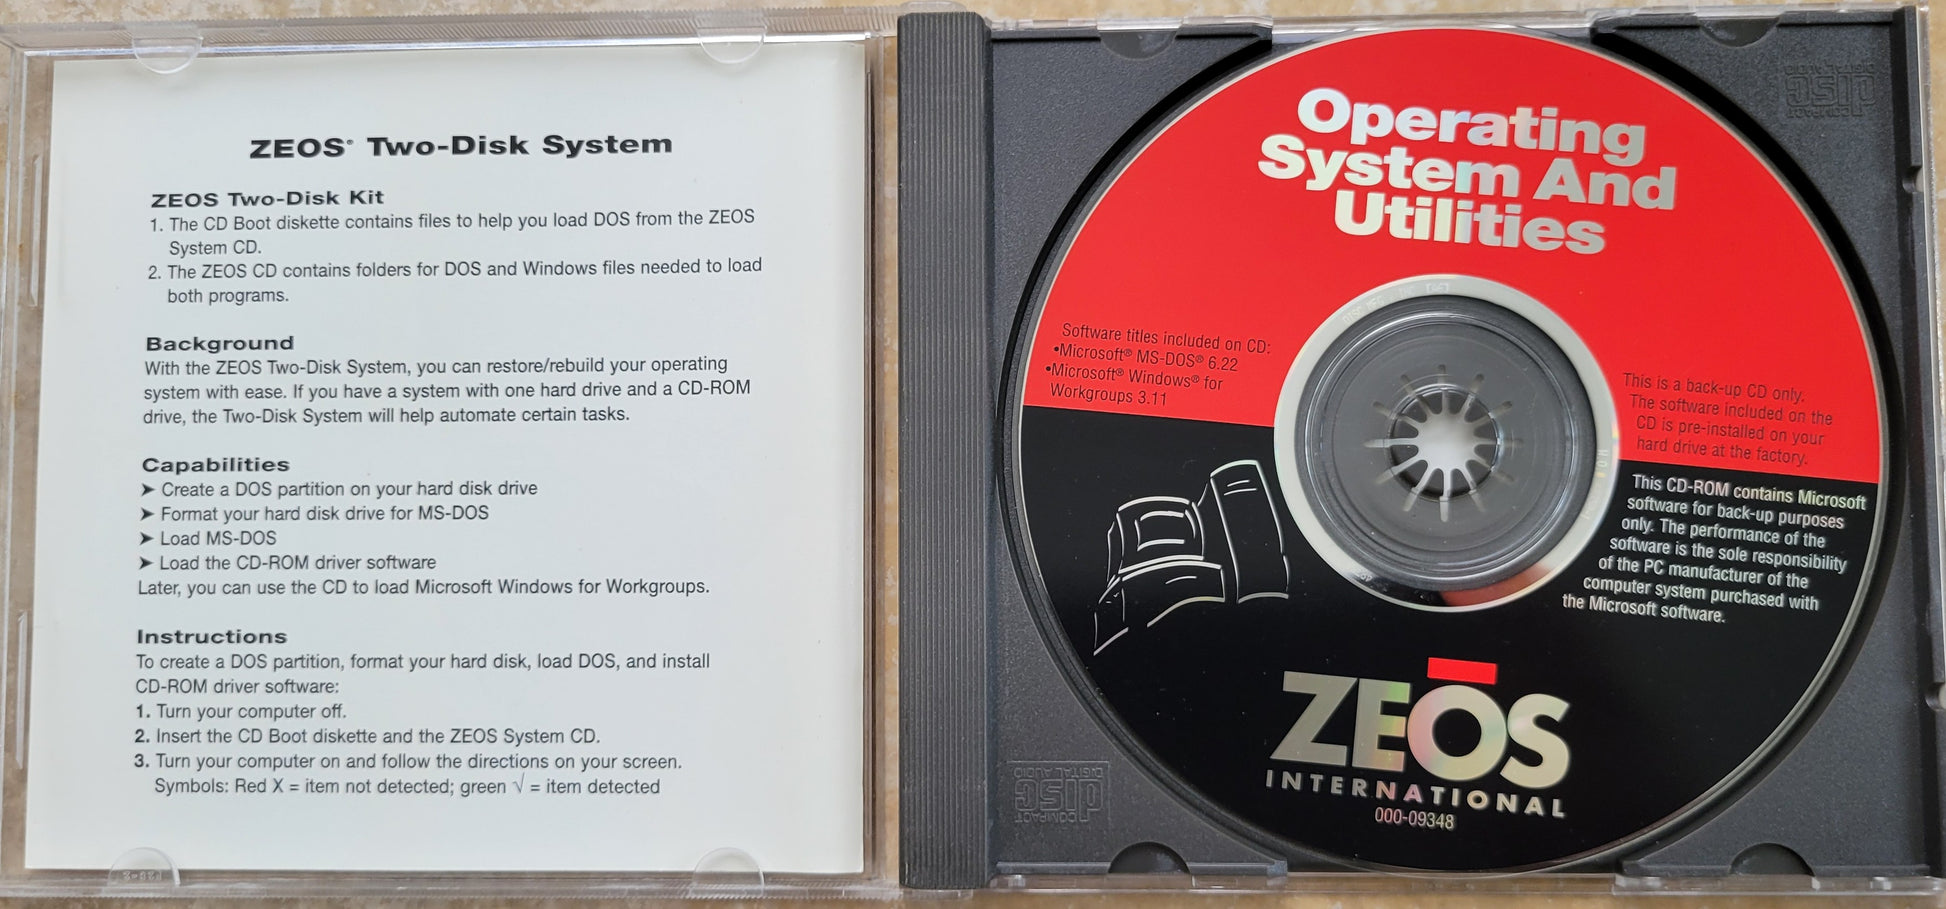 ZEOS® Two-Disk System
ZEOS Two-Disk Kit
1. The CD Boot diskette contains files to help you load DOS from the ZEOS
System CD.
2. The ZEOS CD contains folders for DOS and Windows files needed to load
both programs.
Background
With the ZEOS Two-Disk System, you can restore/rebuild your operating
system with ease. If you have a system with one hard drive and a CD-ROM
drive, the Two-Disk System will help automate certain tasks.
Capabilities
➤ Create a DOS partition on your hard disk drive
➤ Format your hard disk drive for MS-DOS
➤ Load MS-DOS
➤ Load the CD-ROM driver software
Later, you can use the CD to load Microsoft Windows for Workgroups.
Instructions
To create a DOS partition, format your hard disk, load DOS, and install
CD-ROM driver software:
1. Turn your computer off.
2. Insert the CD Boot diskette and the ZEOS System CD.
3. Turn your computer on and follow the directions on your screen.
Symbols: Red X = item not detected; green √ = item detected
Operating
System And
Utilities
Software titles included on CD:
•Microsoft® MS-DOS® 6.22
•Microsoft® Windows® for
Workgroups 3.11
This is a back-up CD only.
The software included on the
CD is pre-installed on your
hard drive at the factory.
This CD-ROM contains Microsoft
software for back-up purposes
only. The performance of the
software is the sole responsibility
of the PC manufacturer of the
computer system purchased with
the Microsoft software.
ZEOS
INTERNATIONAL
000-09348
COMPACT
disc
DIGITAL AUDIO
COMPACT
disc
DIGITAL AUDIO